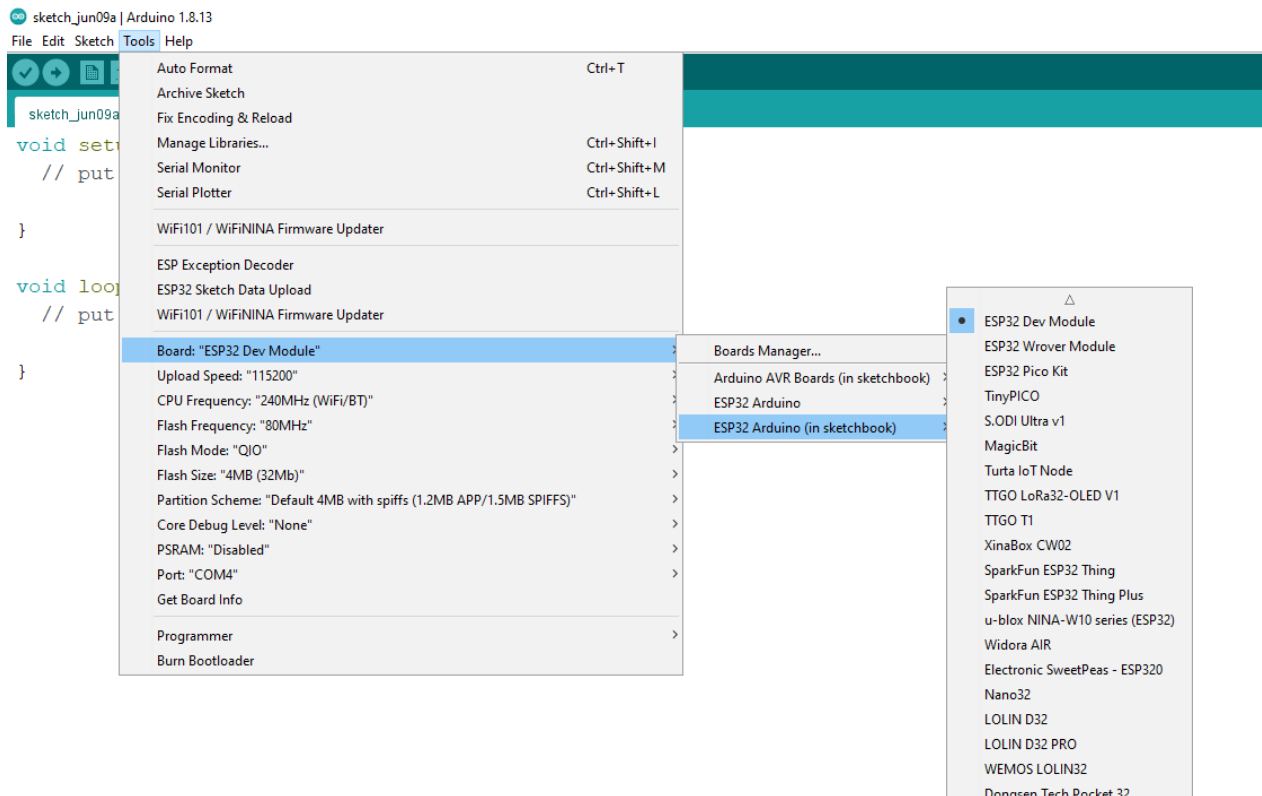 sketch_jun09a | Arduino 1.8.13
File Edit Sketch Tools Help
sketch_jun09a
void setu
// put
}
void loop
// put
}
Auto Format Ctrl+T
Archive Sketch
Fix Encoding & Reload
Manage Libraries... Ctrl+Shift+I
Serial Monitor Ctrl+Shift+M
Serial Plotter Ctrl+Shift+L
WiFi101 / WiFiNINA Firmware Updater
ESP Exception Decoder
ESP32 Sketch Data Upload
WiFi101 / WiFiNINA Firmware Updater
Board: "ESP32 Dev Module"
Upload Speed: "115200"
CPU Frequency: "240MHz (WiFi/BT)"
Flash Frequency: "80MHz"
Flash Mode: "QIO"
Flash Size: "4MB (32Mb)"
Partition Scheme: "Default 4MB with spiffs (1.2MB APP/1.5MB SPIFFS)"
Core Debug Level: "None"
PSRAM: "Disabled"
Port: "COM4"
Get Board Info
Programmer
Burn Bootloader
Boards Manager...
Arduino AVR Boards (in sketchbook)
ESP32 Arduino
ESP32 Arduino (in sketchbook)
ESP32 Dev Module
ESP32 Wrover Module
ESP32 Pico Kit
TinyPICO
S.ODI Ultra v1
MagicBit
Turta IoT Node
TTGO LoRa32-OLED V1
TTGO T1
XinaBox CW02
SparkFun ESP32 Thing
SparkFun ESP32 Thing Plus
u-blox NINA-W10 series (ESP32)
Widora AIR
Electronic SweetPeas - ESP320
Nano32
LOLIN D32
LOLIN D32 PRO
WEMOS LOLIN32
Dongsen Tech Pocket 32